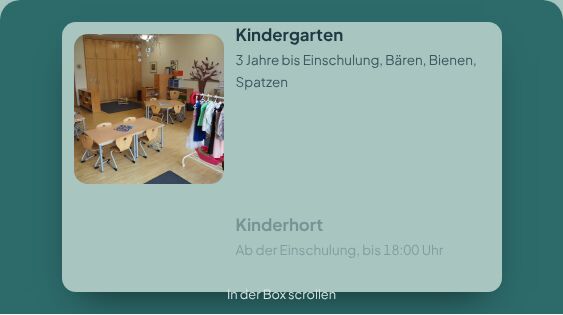 Kindergarten
3 Jahre bis Einschulung, Bären, Bienen,
Spatzen
Kinderhort
Ab der Einschulung, bis 18:00 Uhr
In der Box scrollen